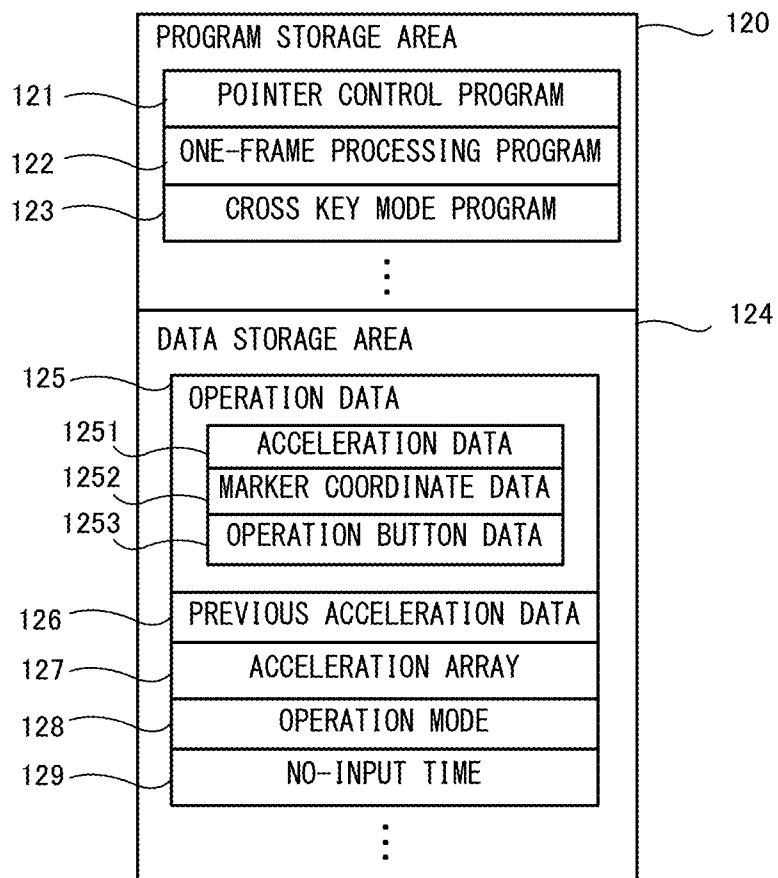 PROGRAM STORAGE AREA
120
121
POINTER CONTROL PROGRAM
122
ONE-FRAME PROCESSING PROGRAM
123
CROSS KEY MODE PROGRAM
124
DATA STORAGE AREA
125
OPERATION DATA
1251
ACCELERATION DATA
1252
MARKER COORDINATE DATA
1253
OPERATION BUTTON DATA
126
PREVIOUS ACCELERATION DATA
127
ACCELERATION ARRAY
128
OPERATION MODE
129
NO-INPUT TIME